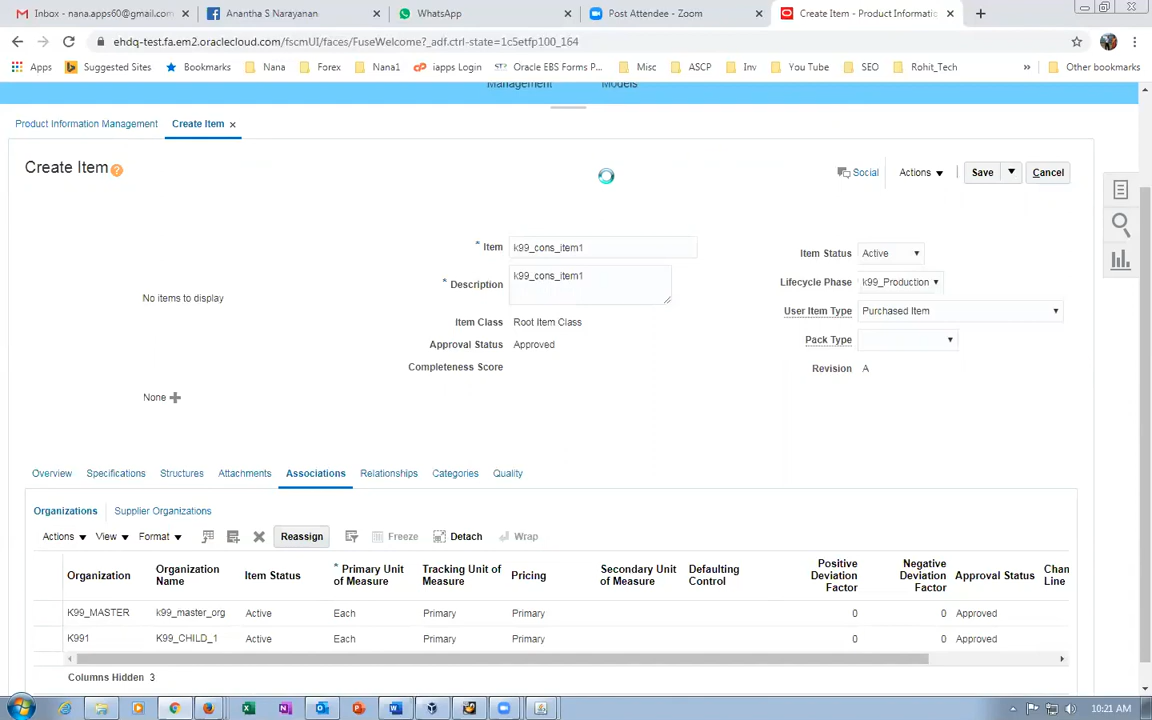 Inbox - nana.apps60@gmail.com
Anantha S Narayanan
WhatsApp
Post Attendee - Zoom
Create Item - Product Informatic
ehdq-test.fa.em2.oraclecloud.com/fscmUI/faces/FuseWelcome?_adf.ctrl-state=1c5etfp100_164
Apps Suggested Sites Bookmarks Nana Forex Nana1 iapps Login Oracle EBS Forms P... Misc ASCP Inv You Tube SEO Rohit_Tech » Other bookmarks
Management Models
Product Information Management Create Item
Create Item
Social Actions Save Cancel
* Item k99_cons_item1
* Description k99_cons_item1
Item Class Root Item Class
Approval Status Approved
Completeness Score
Item Status Active
Lifecycle Phase k99_Production
User Item Type Purchased Item
Pack Type
Revision A
No items to display
None
Overview Specifications Structures Attachments Associations Relationships Categories Quality
Organizations Supplier Organizations
Actions View Format Reassign Freeze Detach Wrap
Organization Organization Name Item Status * Primary Unit of Measure Tracking Unit of Measure Pricing Secondary Unit of Measure Defaulting Control Positive Deviation Factor Negative Deviation Factor Approval Status Chan Line
K99_MASTER k99_master_org Active Each Primary Primary 0 0 Approved
K991 K99_CHILD_1 Active Each Primary Primary 0 0 Approved
Columns Hidden 3
10:21 AM